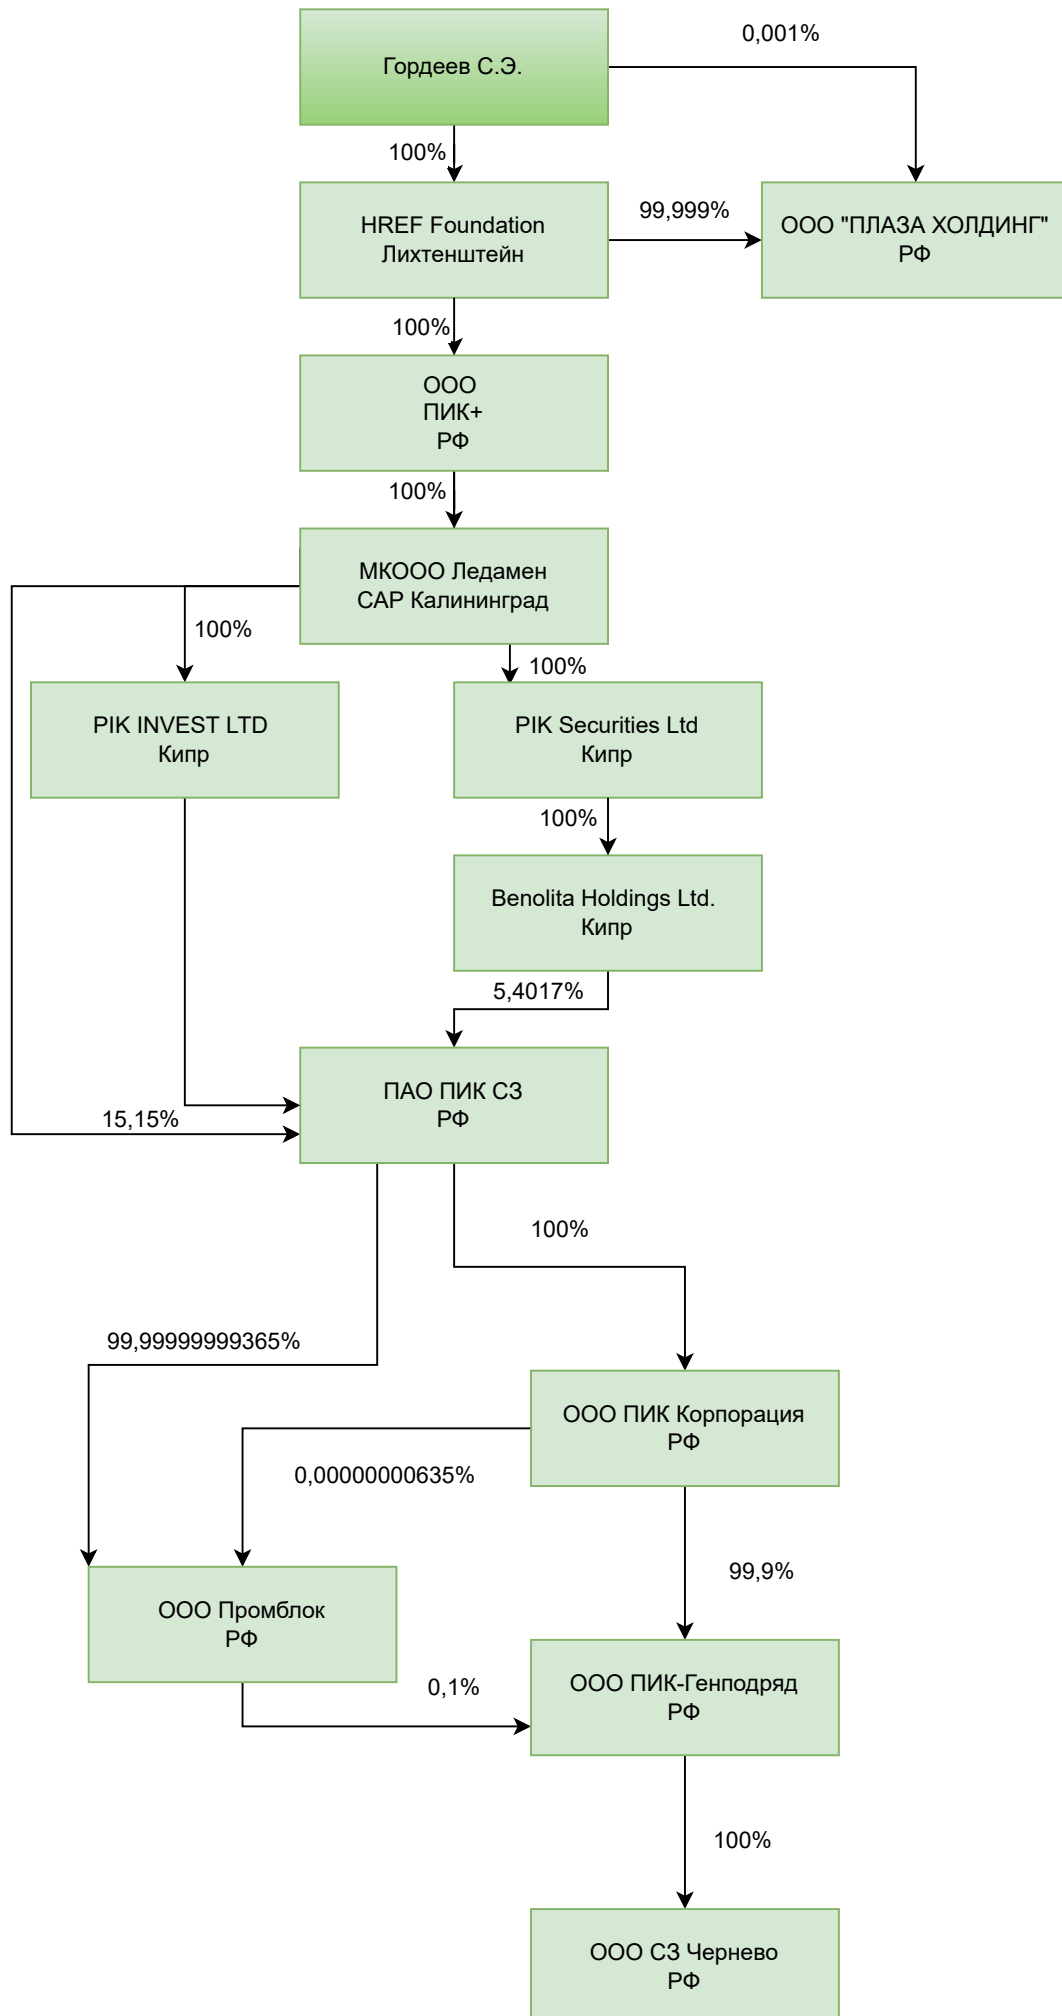 0,001%
Гордеев С.Э.
100%
HREF Foundation
Лихтенштейн
99,999%
ООО "ПЛАЗА ХОЛДИНГ"
РФ
100%
ООО
ПИК+
РФ
100%
МКООО Ледамен
САР Калининград
100%
100%
PIK INVEST LTD
Кипр
PIK Securities Ltd
Кипр
100%
Benolita Holdings Ltd.
Кипр
5,4017%
ПАО ПИК СЗ
РФ
15,15%
100%
99,99999999365%
ООО ПИК Корпорация
РФ
0,00000000635%
99,9%
ООО Промблок
РФ
0,1%
ООО ПИК-Генподряд
РФ
100%
ООО СЗ Чернево
РФ